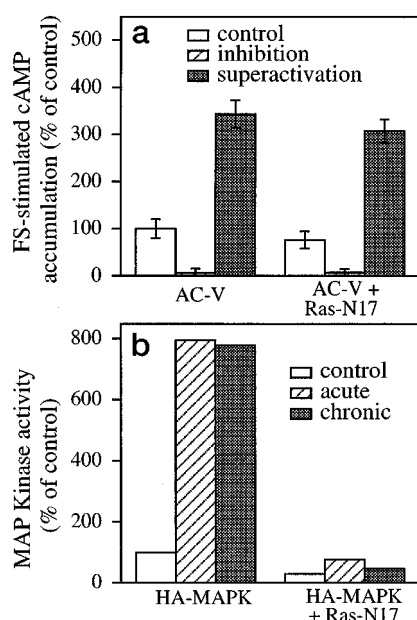 a
control
inhibition
superactivation
FS-stimulated cAMP
accumulation (% of control)
500
400
300
200
100
0
AC-V
AC-V +
Ras-N17
b
control
acute
chronic
MAP Kinase activity
(% of control)
800
600
400
200
0
HA-MAPK
HA-MAPK
+ Ras-N17